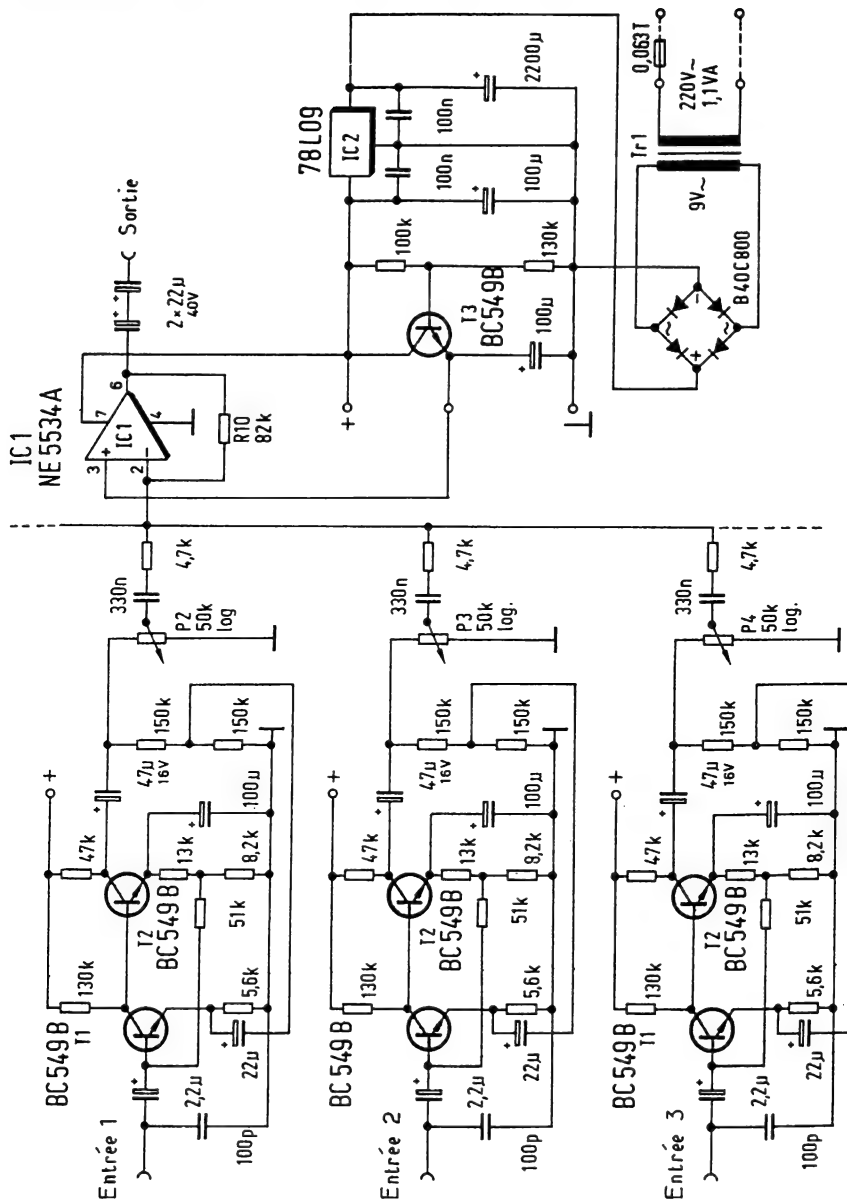 IC1
NE5534A
3
+
2
−
IC1
7
4
6
R10
82k
2×22µ
40V
+
+
Sortie
78L09
IC2
100n
100n
+
100µ
+
2200µ
100k
130k
T3
BC549B
+
100µ
+
9V~
Tr1
220V~
1,1VA
0,063T
B40C800
+
−
~
~
Entrée 1
BC549B
T1
130k
47k
+
T2
BC549B
+
2,2µ
100p
+
22µ
5,6k
51k
13k
8,2k
+
100µ
+
47µ
16V
150k
150k
330n
P2
50k
log
4,7k
Entrée 2
BC549B
T1
130k
47k
+
T2
BC549B
+
2,2µ
100p
+
22µ
5,6k
51k
13k
9,2k
+
100µ
+
47µ
16V
150k
150k
330n
P3
50k
log.
4,7k
Entrée 3
BC549B
T1
130k
47k
+
T2
BC549B
+
2,2µ
100p
+
22µ
5,6k
51k
13k
8,2k
+
100µ
+
47µ
16V
150k
150k
330n
P4
50k
log.
4,7k